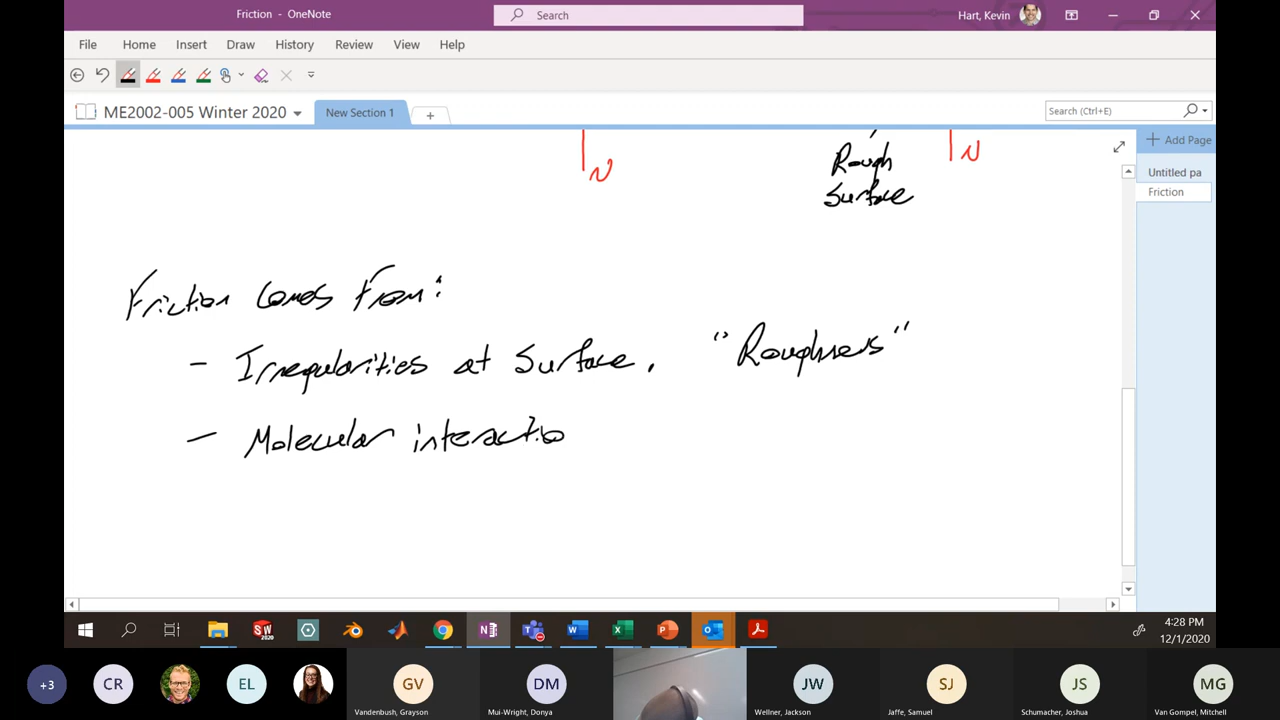 Friction - OneNote
Search
Hart, Kevin
File Home Insert Draw History Review View Help
ME2002-005 Winter 2020
New Section 1
+
Search (Ctrl+E)
+ Add Page
Untitled pa
Friction
N
Rough
Surface
N
Friction Comes From:
- Irregularities at Surface. "Roughness"
- Molecular interactio
4:28 PM
12/1/2020
+3 CR EL GV DM JW SJ JS MG
Vandenbush, Grayson Mui-Wright, Donya Wellner, Jackson Jaffe, Samuel Schumacher, Joshua Van Gompel, Mitchell